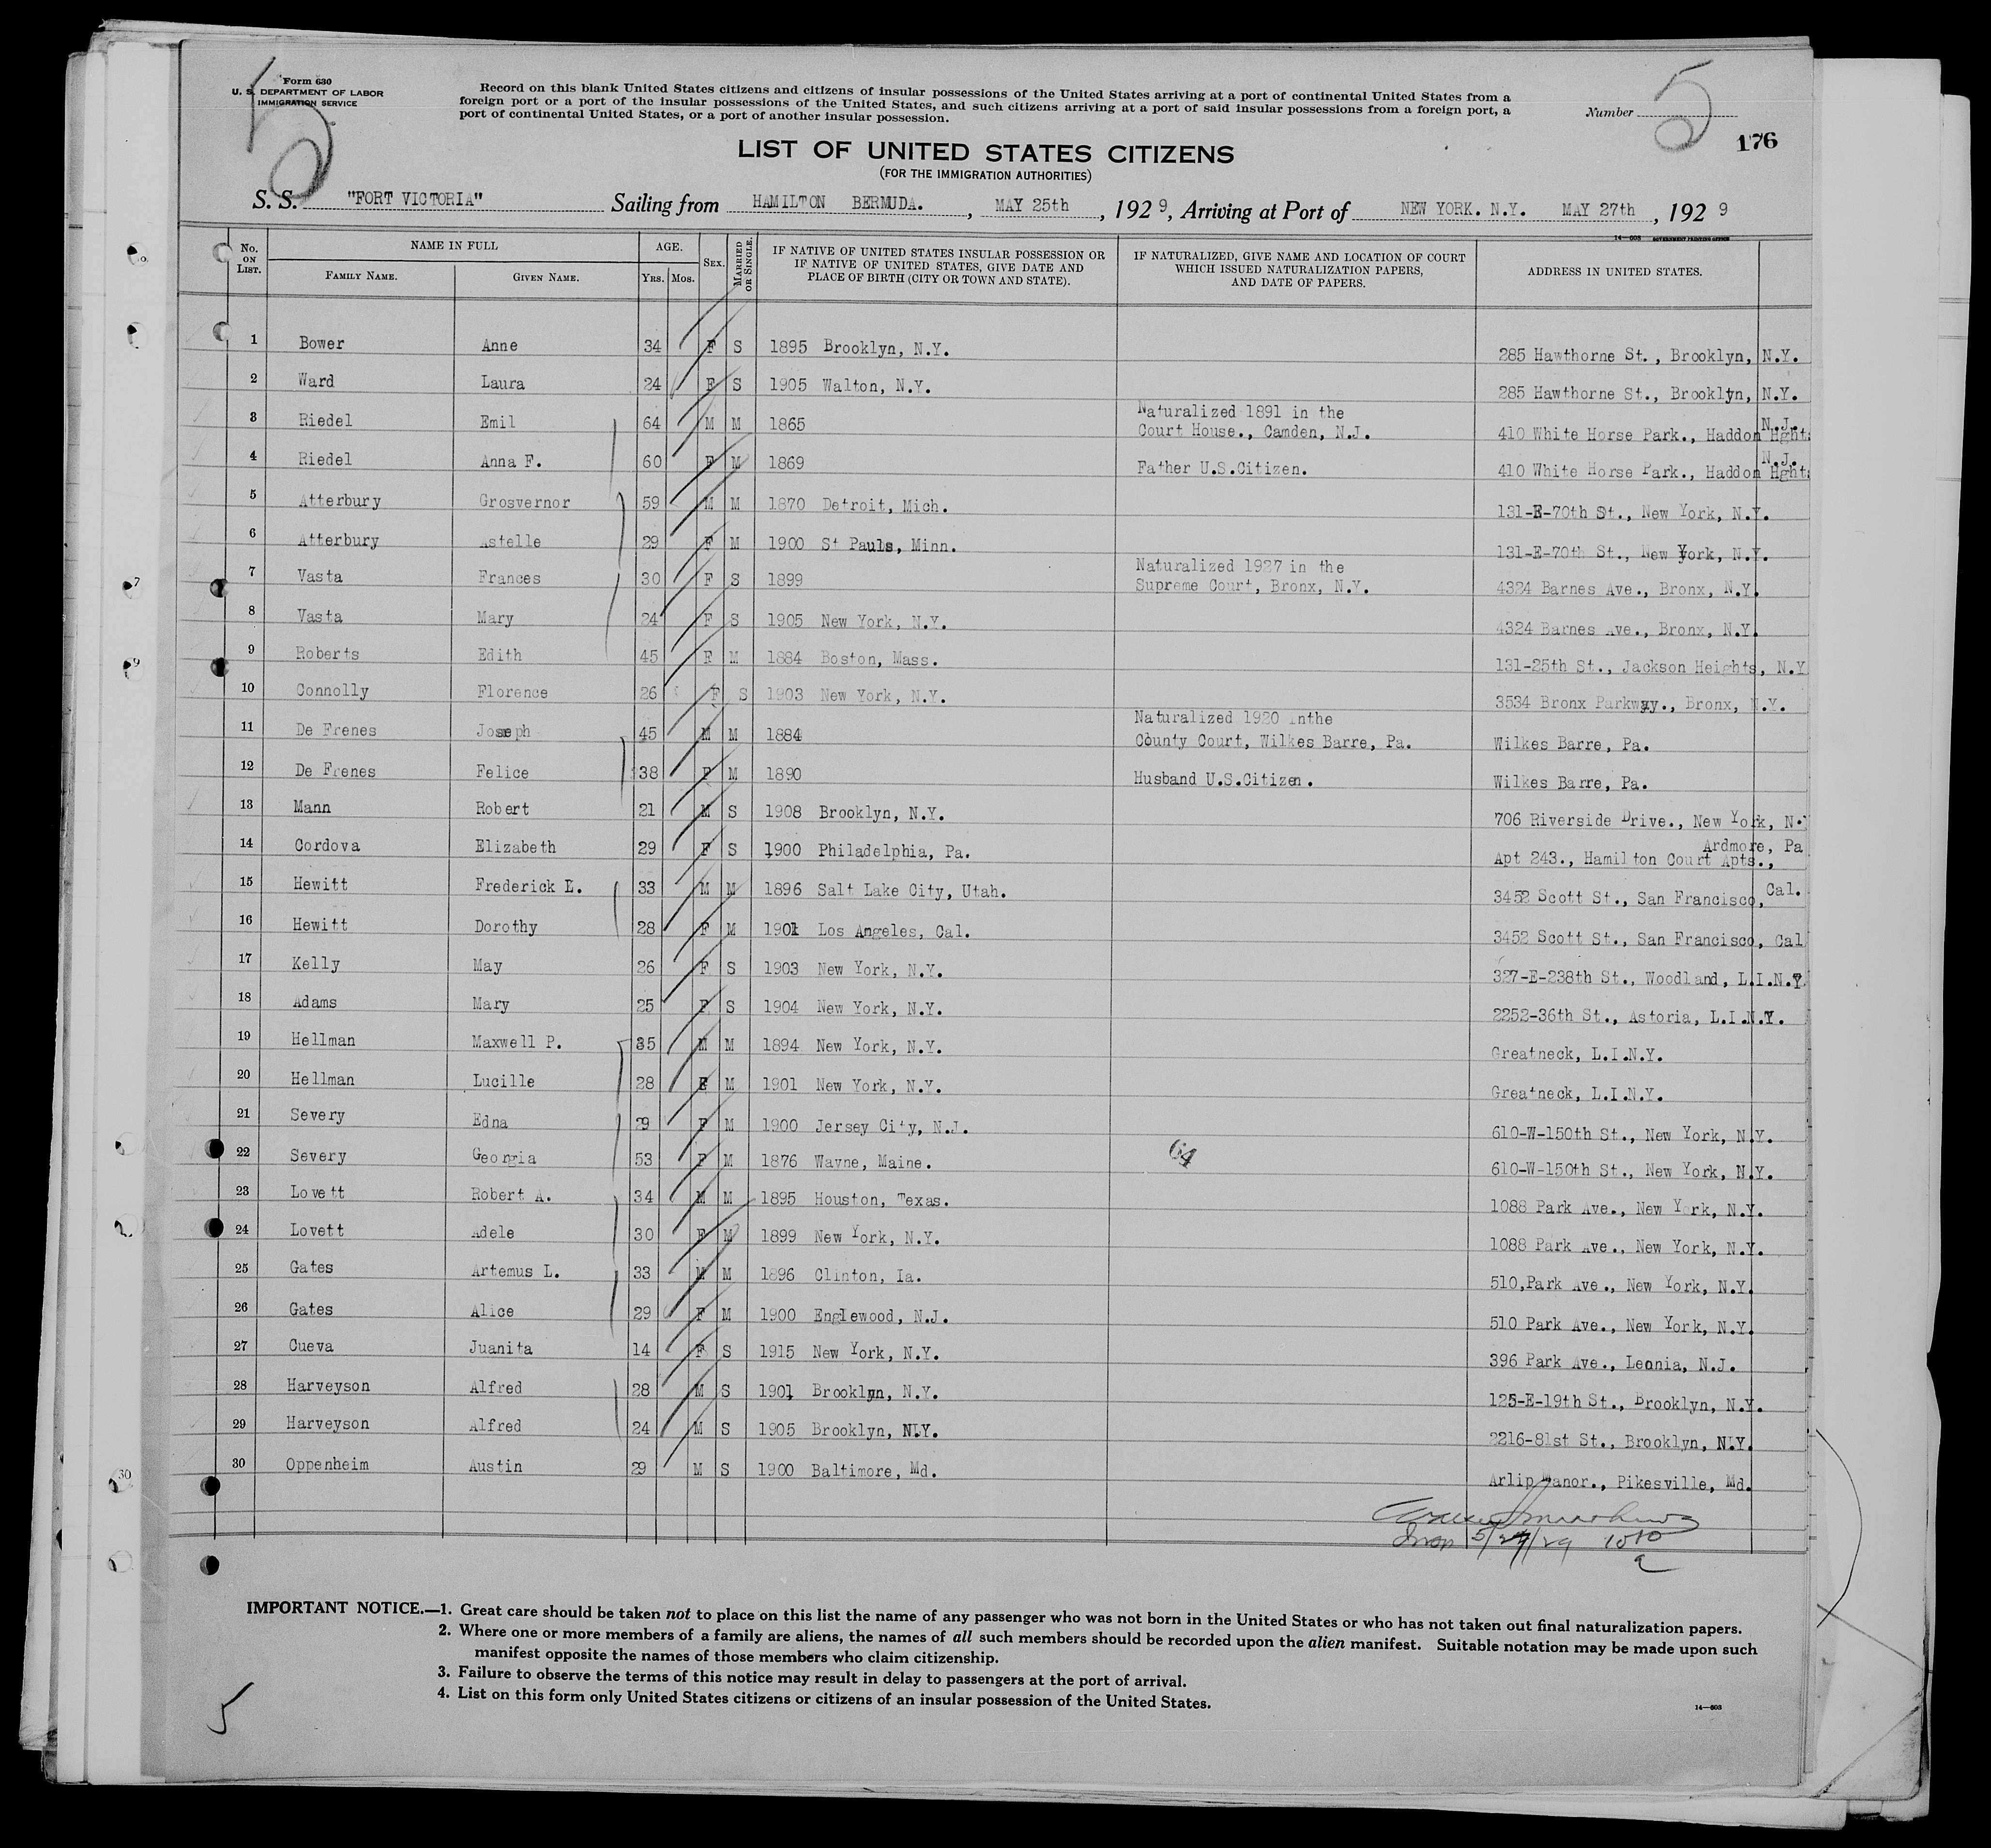 Form 630
U. S. DEPARTMENT OF LABOR
IMMIGRATION SERVICE
5
Record on this blank United States citizens and citizens of insular possessions of the United States arriving at a port of continental United States from a
foreign port or a port of the insular possessions of the United States, and such citizens arriving at a port of said insular possessions from a foreign port, a
port of continental United States, or a port of another insular possession.
Number 5
176
LIST OF UNITED STATES CITIZENS
(FOR THE IMMIGRATION AUTHORITIES)
S. S. "FORT VICTORIA" Sailing from HAMILTON BERMUDA. , MAY 25th , 1929, Arriving at Port of NEW YORK. N.Y. MAY 27th , 1929
14—503 GOVERNMENT PRINTING OFFICE
No. ON LIST. NAME IN FULL FAMILY NAME. GIVEN NAME. AGE. YRS. MOS. SEX. MARRIED OR SINGLE. IF NATIVE OF UNITED STATES INSULAR POSSESSION OR IF NATIVE OF UNITED STATES, GIVE DATE AND PLACE OF BIRTH (CITY OR TOWN AND STATE). IF NATURALIZED, GIVE NAME AND LOCATION OF COURT WHICH ISSUED NATURALIZATION PAPERS, AND DATE OF PAPERS. ADDRESS IN UNITED STATES.
1 Bower Anne 34 F S 1895 Brooklyn, N.Y. 285 Hawthorne St., Brooklyn, N.Y.
2 Ward Laura 24 F S 1905 Walton, N.Y. 285 Hawthorne St., Brooklyn, N.Y.
3 Riedel Emil 64 M M 1865 Naturalized 1891 in the Court House., Camden, N.J. 410 White Horse Park., Haddon Hght. N.J.
4 Riedel Anna F. 60 F M 1869 Father U.S.Citizen. 410 White Horse Park., Haddon Hght. N.J.
5 Atterbury Grosvernor 59 M M 1870 Detroit, Mich. 131-E-70th St., New York, N.Y.
6 Atterbury Astelle 29 F M 1900 St Pauls, Minn. 131-E-70th St., New York, N.Y.
7 Vasta Frances 30 F S 1899 Naturalized 1927 in the Supreme Court, Bronx, N.Y. 4324 Barnes Ave., Bronx, N.Y.
8 Vasta Mary 24 F S 1905 New York, N.Y. 4324 Barnes Ave., Bronx, N.Y.
9 Roberts Edith 45 F M 1884 Boston, Mass. 131-25th St., Jackson Heights, N.Y
10 Connolly Florence 26 F S 1903 New York, N.Y. 3534 Bronx Parkway., Bronx, N.Y.
11 De Frenes Joseph 45 M M 1884 Naturalized 1920 inthe County Court, Wilkes Barre, Pa. Wilkes Barre, Pa.
12 De Frenes Felice 38 F M 1890 Husband U.S.Citizen. Wilkes Barre, Pa.
13 Mann Robert 21 M S 1908 Brooklyn, N.Y. 706 Riverside Drive., New York, N.Y
14 Cordova Elizabeth 29 F S 1900 Philadelphia, Pa. Apt 243., Hamilton Court Apts., Ardmore, Pa
15 Hewitt Frederick L. 33 M M 1896 Salt Lake City, Utah. 3452 Scott St., San Francisco, Cal.
16 Hewitt Dorothy 28 F M 1901 Los Angeles, Cal. 3452 Scott St., San Francisco, Cal
17 Kelly May 26 F S 1903 New York, N.Y. 327-E-238th St., Woodland, L.I.N.Y.
18 Adams Mary 25 F S 1904 New York, N.Y. 2252-36th St., Astoria, L.I.N.Y.
19 Hellman Maxwell P. 35 M M 1894 New York, N.Y. Greatneck, L.I.N.Y.
20 Hellman Lucille 28 F M 1901 New York, N.Y. Greatneck, L.I.N.Y.
21 Severy Edna 29 F M 1900 Jersey City, N.J. 610-W-150th St., New York, N.Y.
22 Severy Georgia 53 F M 1876 Wayne, Maine. 64 610-W-150th St., New York, N.Y.
23 Lovett Robert A. 34 M M 1895 Houston, Texas. 1088 Park Ave., New York, N.Y.
24 Lovett Adele 30 F M 1899 New York, N.Y. 1088 Park Ave., New York, N.Y.
25 Gates Artemus L. 33 M M 1896 Clinton, Ia. 510,Park Ave., New York, N.Y.
26 Gates Alice 29 F M 1900 Englewood, N.J. 510 Park Ave., New York, N.Y.
27 Cueva Juanita 14 F S 1915 New York, N.Y. 396 Park Ave., Leonia, N.J.
28 Harveyson Alfred 28 M S 1901 Brooklyn, N.Y. 125-E-19th St., Brooklyn, N.Y.
29 Harveyson Alfred 24 M S 1905 Brooklyn, N.Y. 2216-81st St., Brooklyn, N.Y.
30 Oppenheim Austin 29 M S 1900 Baltimore, Md. Arlip Manor., Pikesville, Md.
5/27/29 1010
a
IMPORTANT NOTICE.—1. Great care should be taken not to place on this list the name of any passenger who was not born in the United States or who has not taken out final naturalization papers.
2. Where one or more members of a family are aliens, the names of all such members should be recorded upon the alien manifest. Suitable notation may be made upon such
manifest opposite the names of those members who claim citizenship.
3. Failure to observe the terms of this notice may result in delay to passengers at the port of arrival.
4. List on this form only United States citizens or citizens of an insular possession of the United States.
14—503
5